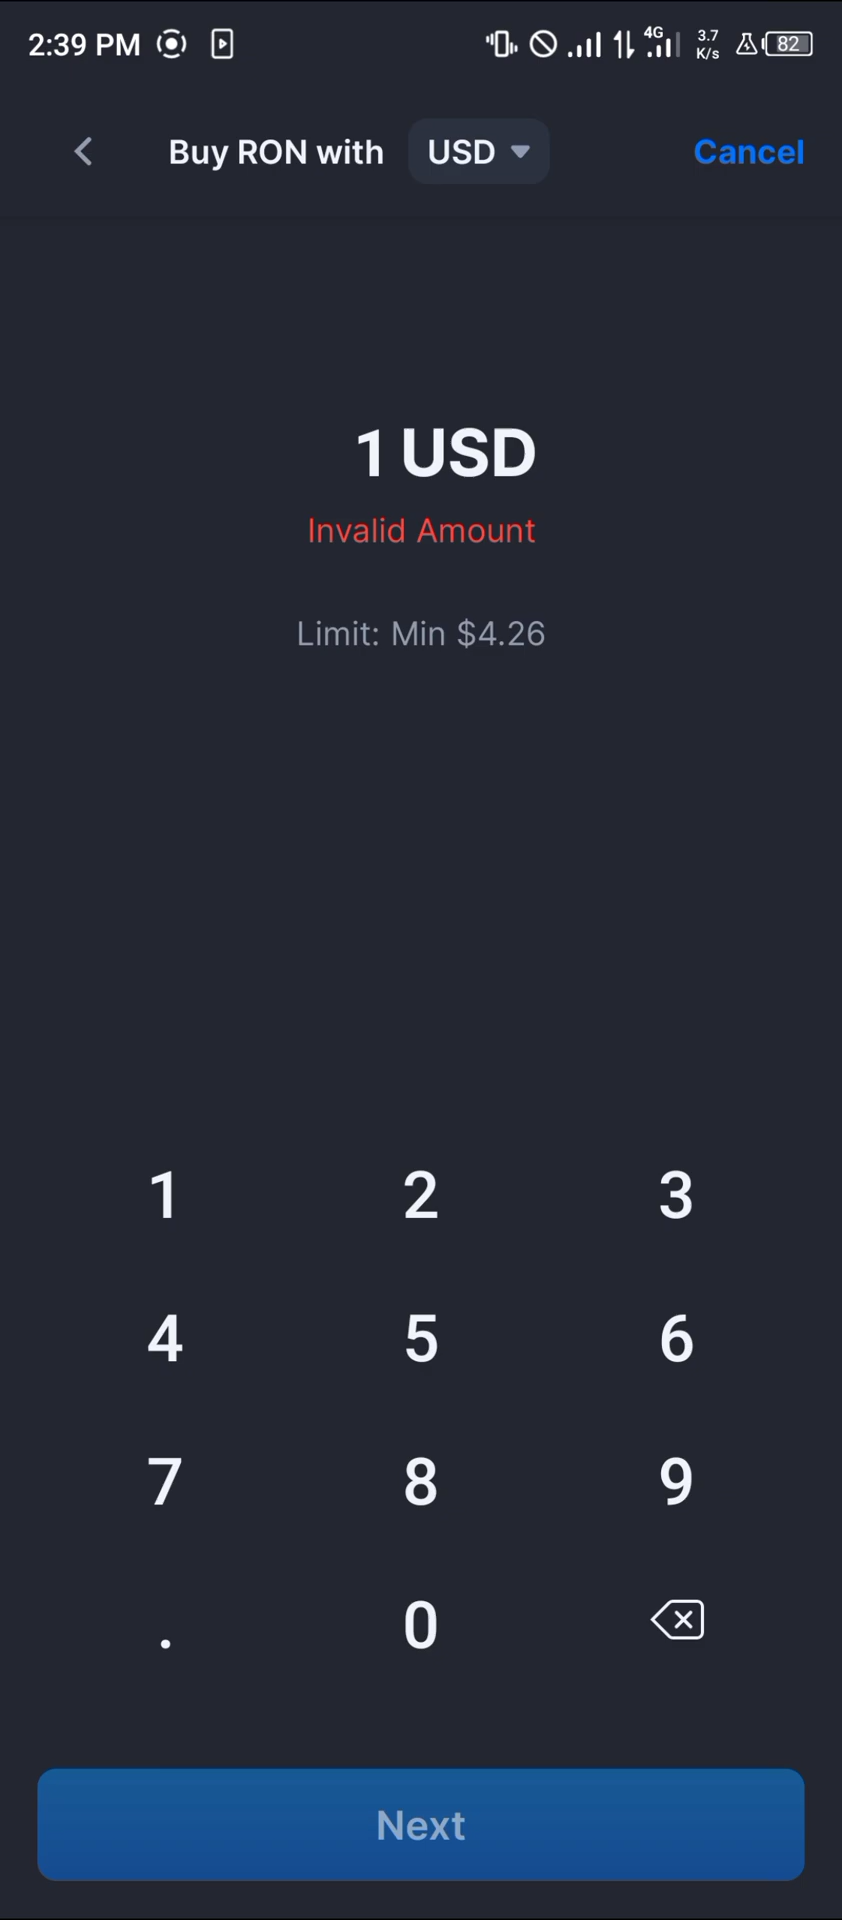 2:39 PM 4G 3.7 K/s 82
Buy RON with USD Cancel
1 USD
Invalid Amount
Limit: Min $4.26
1 2 3
4 5 6
7 8 9
. 0
Next